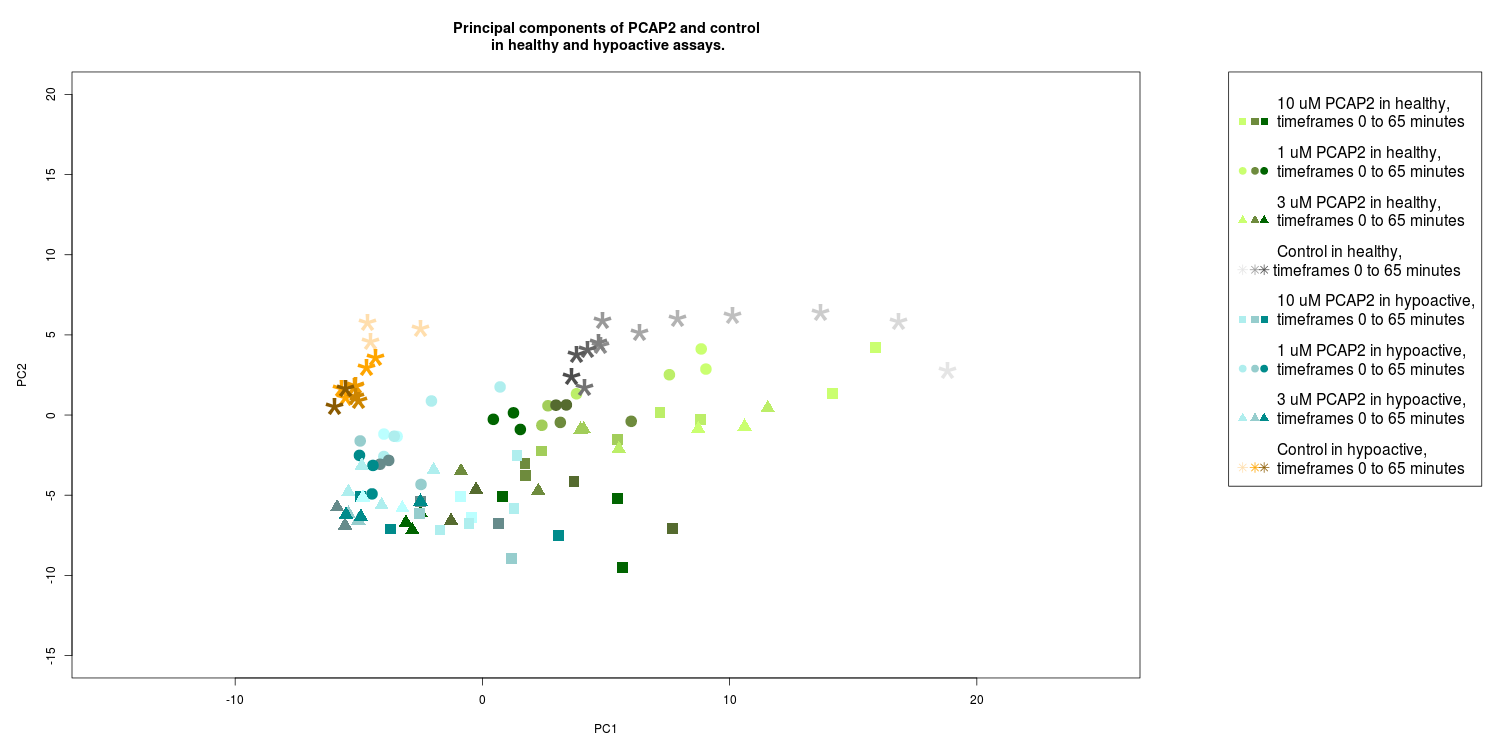 Principal components of PCAP2 and control
in healthy and hypoactive assays.
20
15
10
5
0
-5
-10
-15
PC2
-10
0
10
20
PC1
10 uM PCAP2 in healthy,
timeframes 0 to 65 minutes
1 uM PCAP2 in healthy,
timeframes 0 to 65 minutes
3 uM PCAP2 in healthy,
timeframes 0 to 65 minutes
Control in healthy,
timeframes 0 to 65 minutes
10 uM PCAP2 in hypoactive,
timeframes 0 to 65 minutes
1 uM PCAP2 in hypoactive,
timeframes 0 to 65 minutes
3 uM PCAP2 in hypoactive,
timeframes 0 to 65 minutes
Control in hypoactive,
timeframes 0 to 65 minutes